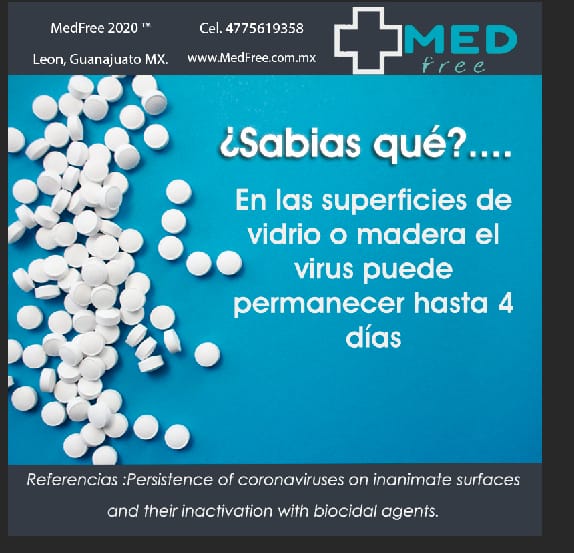 MedFree 2020 ™
Cel. 4775619358
Leon, Guanajuato MX.
www.MedFree.com.mx
MED
free
¿Sabias qué?....
En las superficies de
vidrio o madera el
virus puede
permanecer hasta 4
días
Referencias :Persistence of coronaviruses on inanimate surfaces
and their inactivation with biocidal agents.